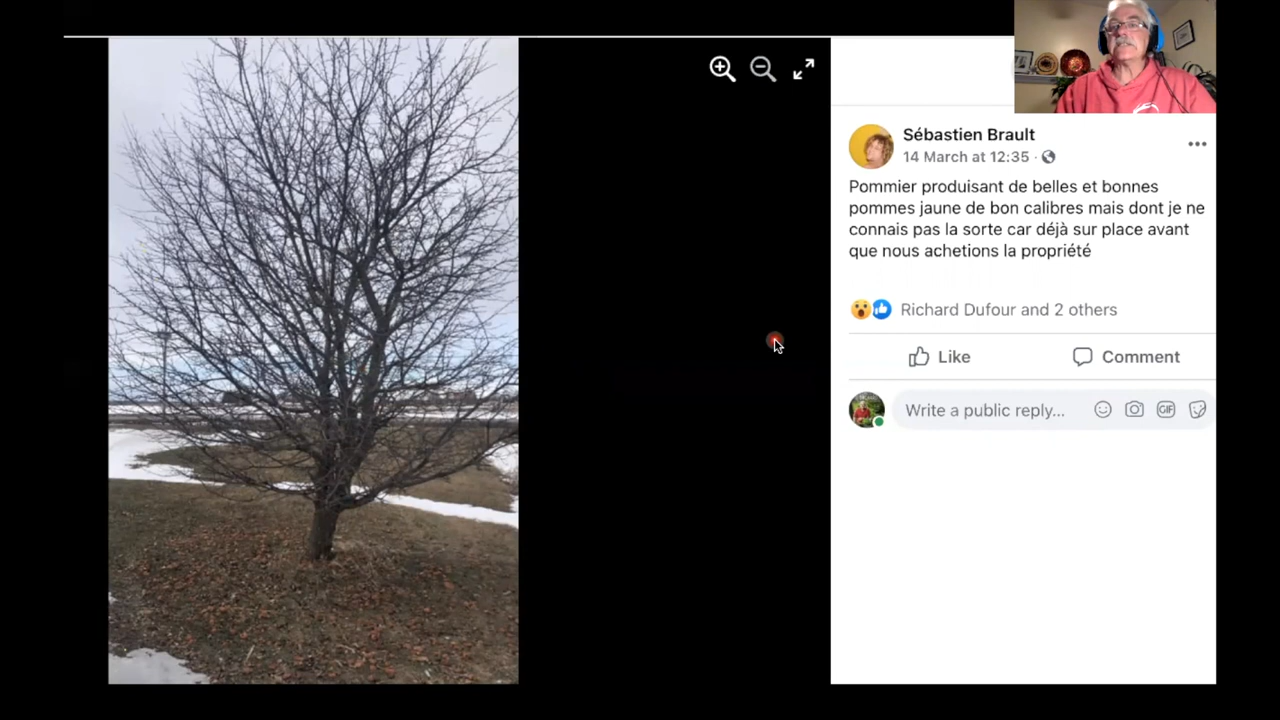 Sébastien Brault
14 March at 12:35 ·
Pommier produisant de belles et bonnes
pommes jaune de bon calibres mais dont je ne
connais pas la sorte car déjà sur place avant
que nous achetions la propriété
Richard Dufour and 2 others
Like
Comment
Write a public reply...
GIF